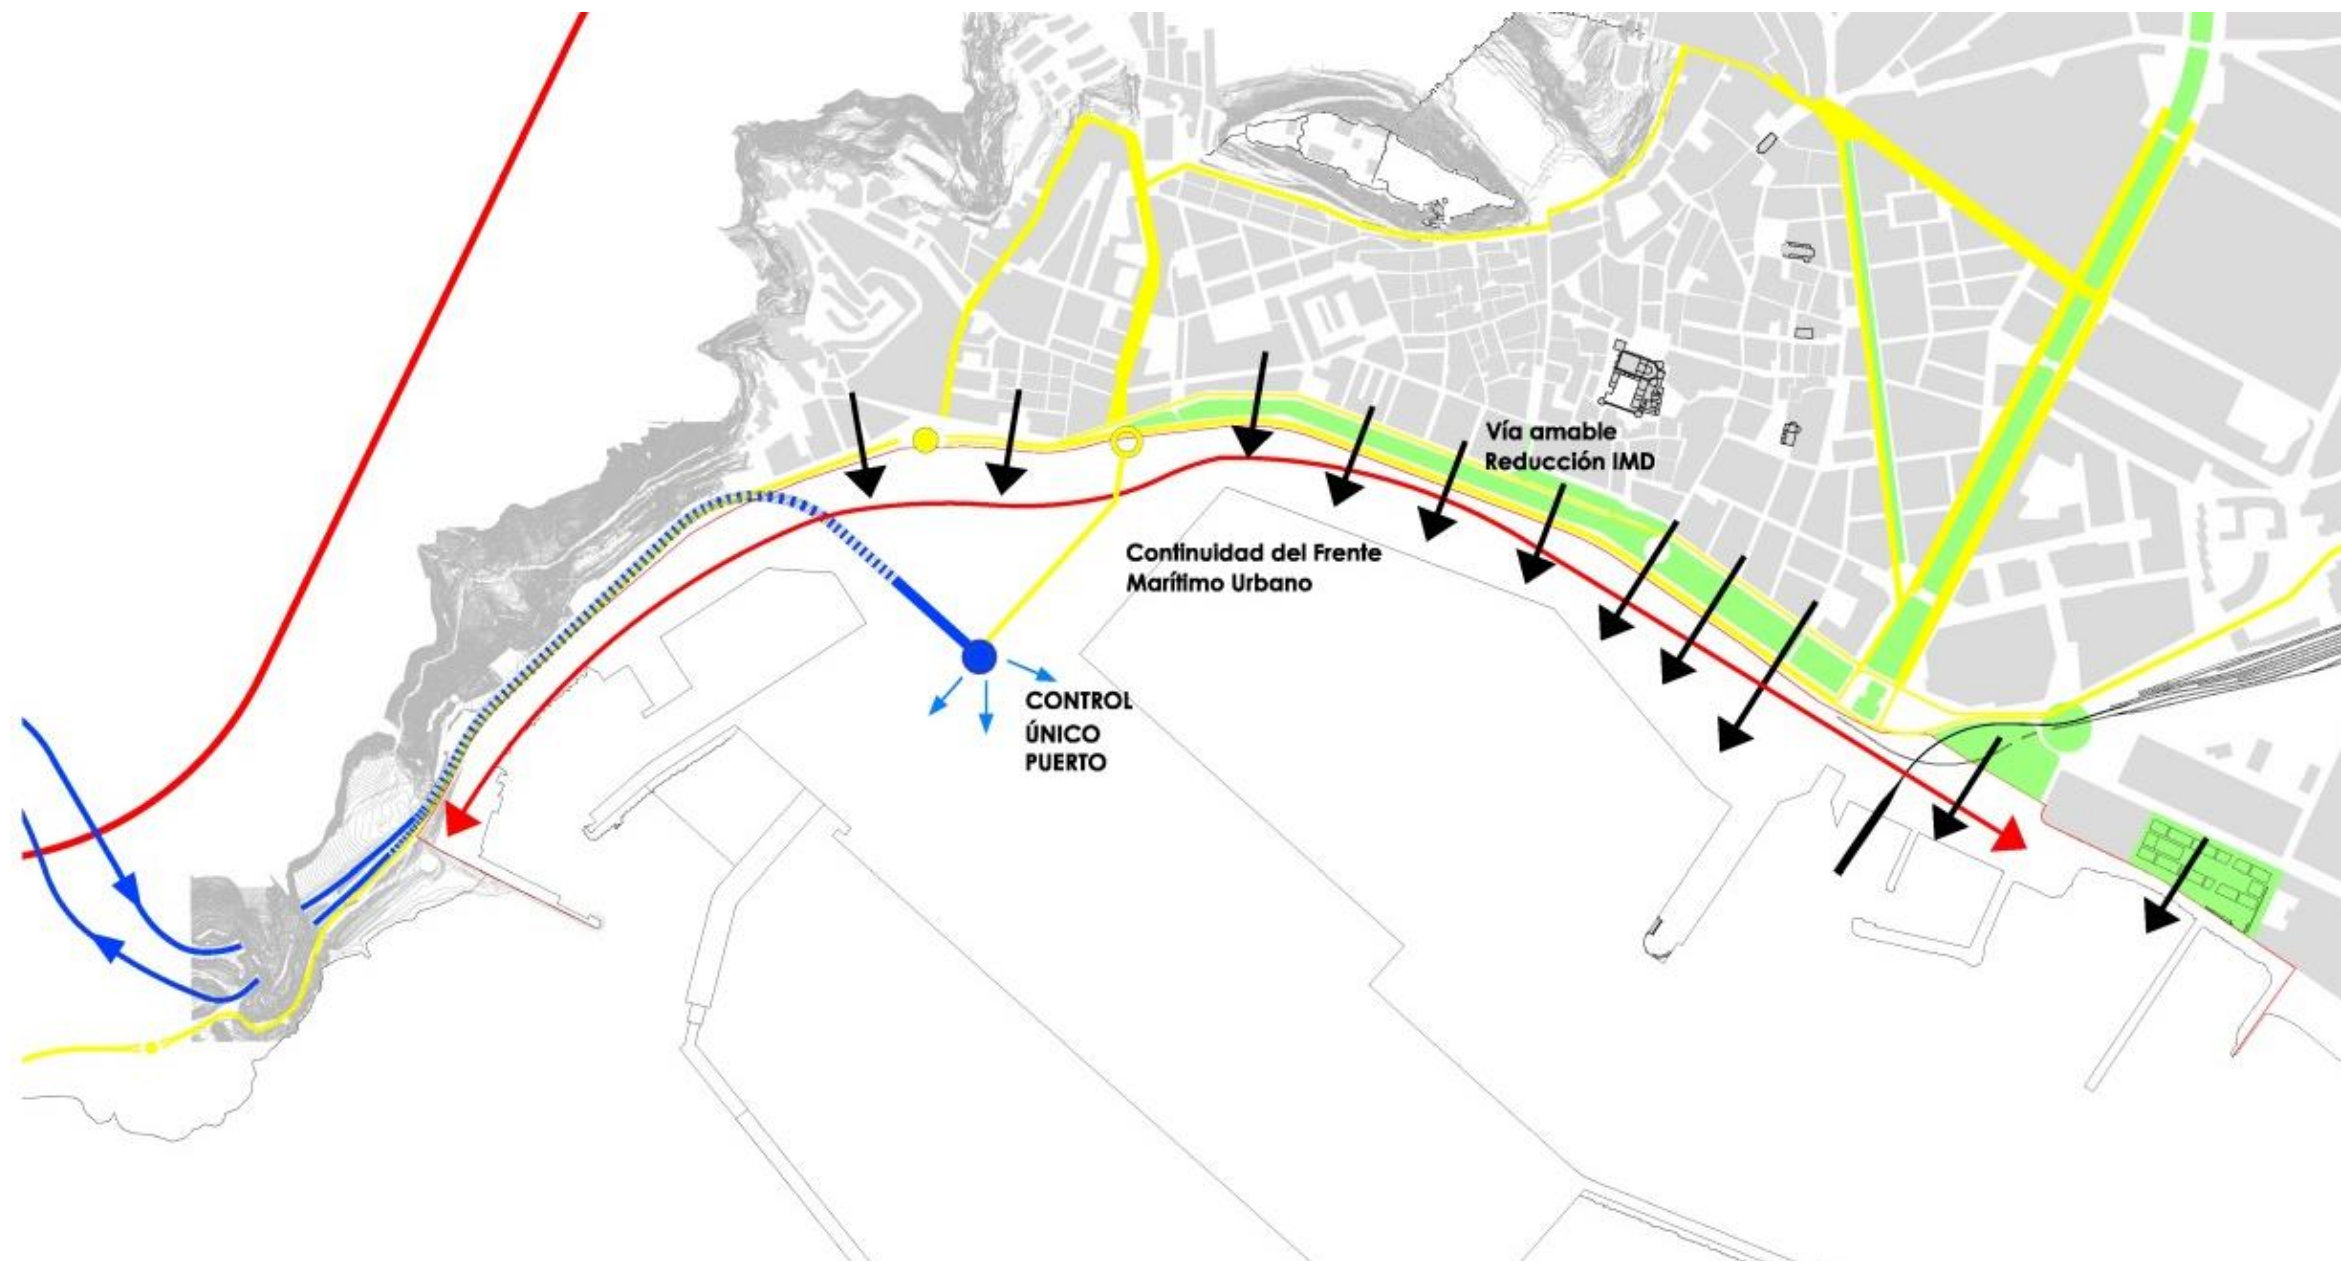 Vía amable
Reducción IMD
Continuidad del Frente
Marítimo Urbano
CONTROL
ÚNICO
PUERTO